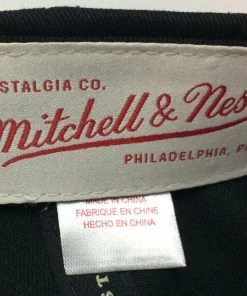 STALGIA CO.
Mitchell & Nes
PHILADELPHIA, P
MADE IN CHINA
FABRIQUÉ EN CHINE
HECHO EN CHINA